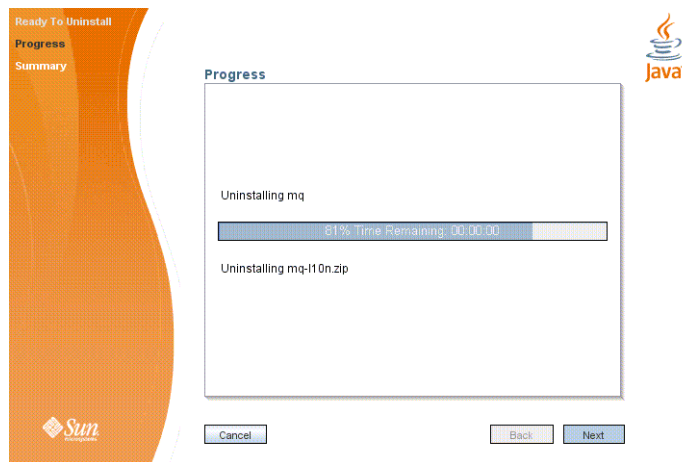 Ready To Uninstall
Progress
Summary
Java
Progress
Uninstalling mq
81% Time Remaining: 00:00:00
Uninstalling mq-l10n.zip
Sun
microsystems
Cancel
Back
Next